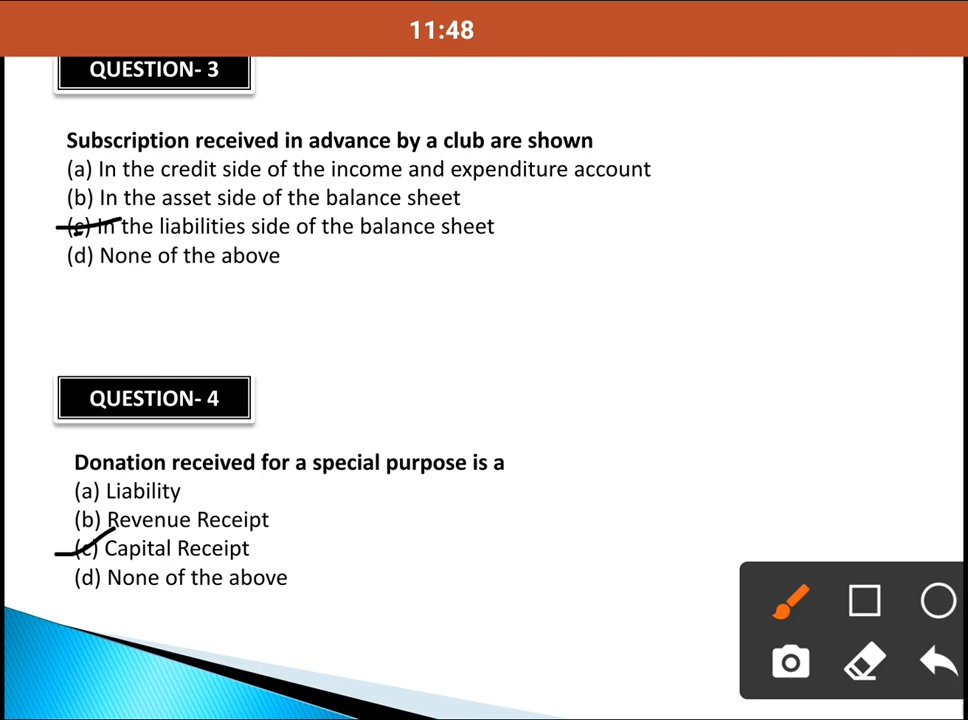 11:48
QUESTION- 3
Subscription received in advance by a club are shown
(a) In the credit side of the income and expenditure account
(b) In the asset side of the balance sheet
(c) In the liabilities side of the balance sheet
(d) None of the above
QUESTION- 4
Donation received for a special purpose is a
(a) Liability
(b) Revenue Receipt
(c) Capital Receipt
(d) None of the above